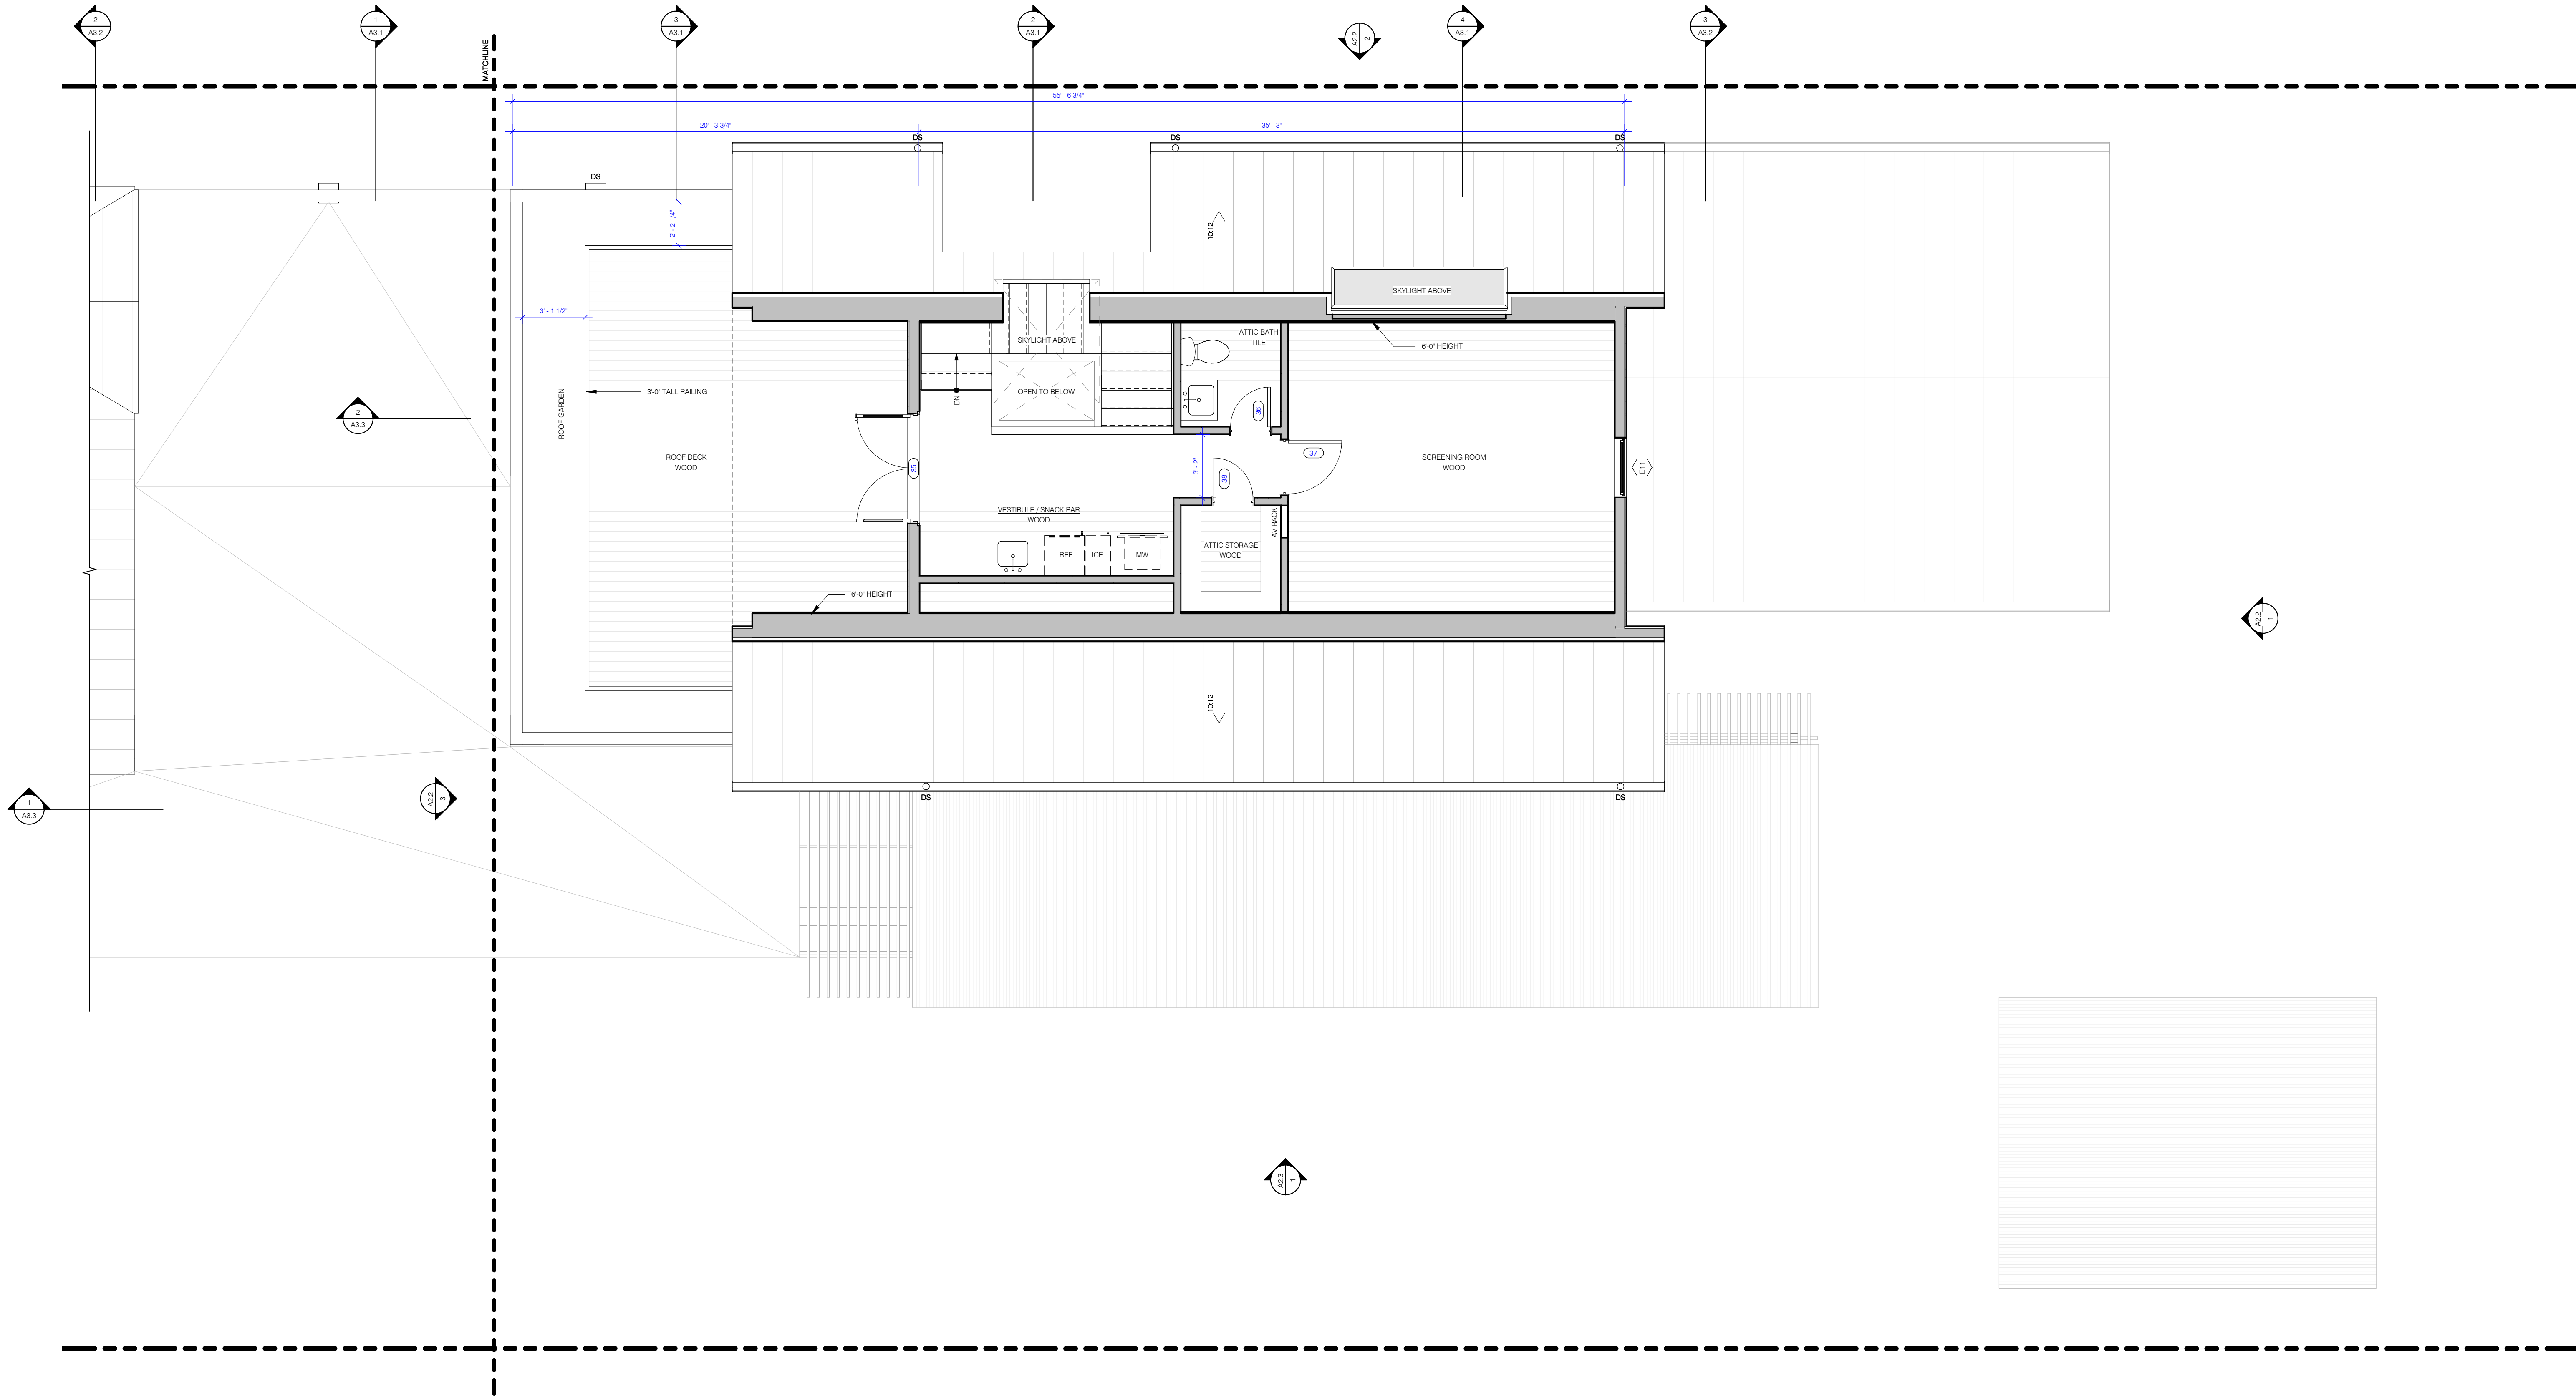 2
A3.2
1
A3.1
3
A3.1
2
A3.1
A2.2
2
4
A3.1
3
A3.2
MATCHLINE
55' - 6 3/4"
20' - 3 3/4"
35' - 3"
DS
DS
DS
DS
2' - 2 1/4"
10:12
SKYLIGHT ABOVE
3' - 1 1/2"
ATTIC BATH
TILE
SKYLIGHT ABOVE
6'-0" HEIGHT
3'-0" TALL RAILING
OPEN TO BELOW
DN
ROOF GARDEN
36
2
A3.3
37
ROOF DECK
WOOD
35
3' - 2"
SCREENING ROOM
WOOD
E11
38
VESTIBULE / SNACK BAR
WOOD
AV RACK
ATTIC STORAGE
WOOD
REF
ICE
MW
6'-0" HEIGHT
A2.2
1
10:12
A2.2
3
DS
DS
1
A3.3
A2.3
1